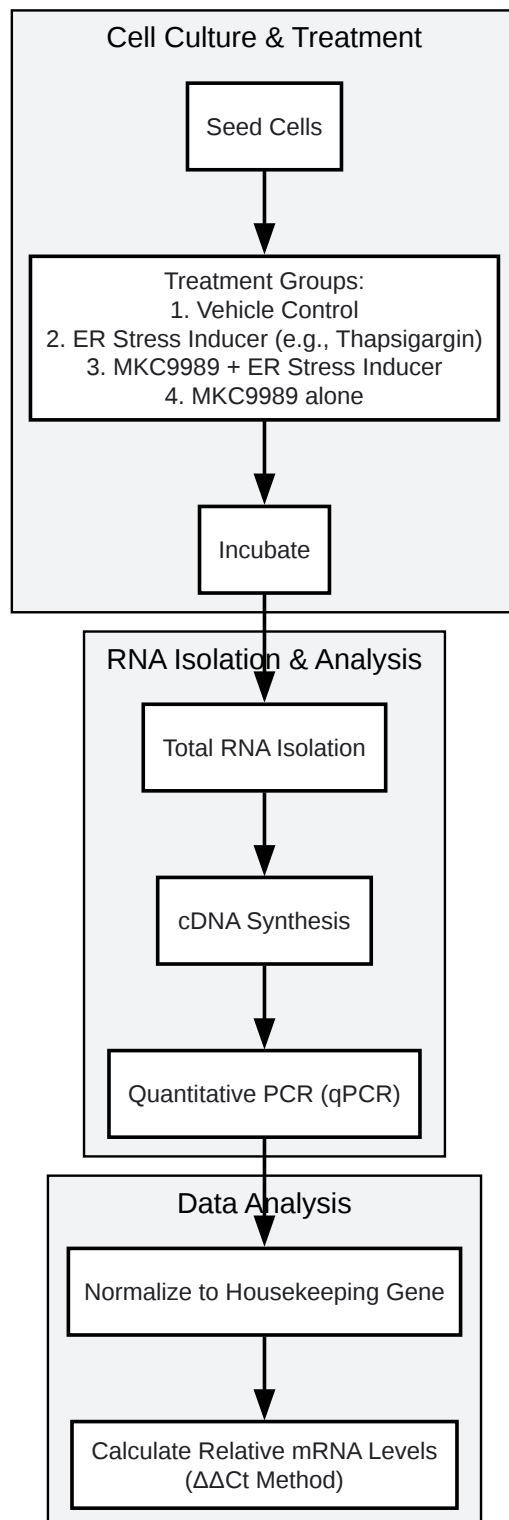 Cell Culture & Treatment
Seed Cells
Treatment Groups:
1. Vehicle Control
2. ER Stress Inducer (e.g., Thapsigargin)
3. MKC9989 + ER Stress Inducer
4. MKC9989 alone
Incubate
RNA Isolation & Analysis
Total RNA Isolation
cDNA Synthesis
Quantitative PCR (qPCR)
Data Analysis
Normalize to Housekeeping Gene
Calculate Relative mRNA Levels
(ΔΔCt Method)